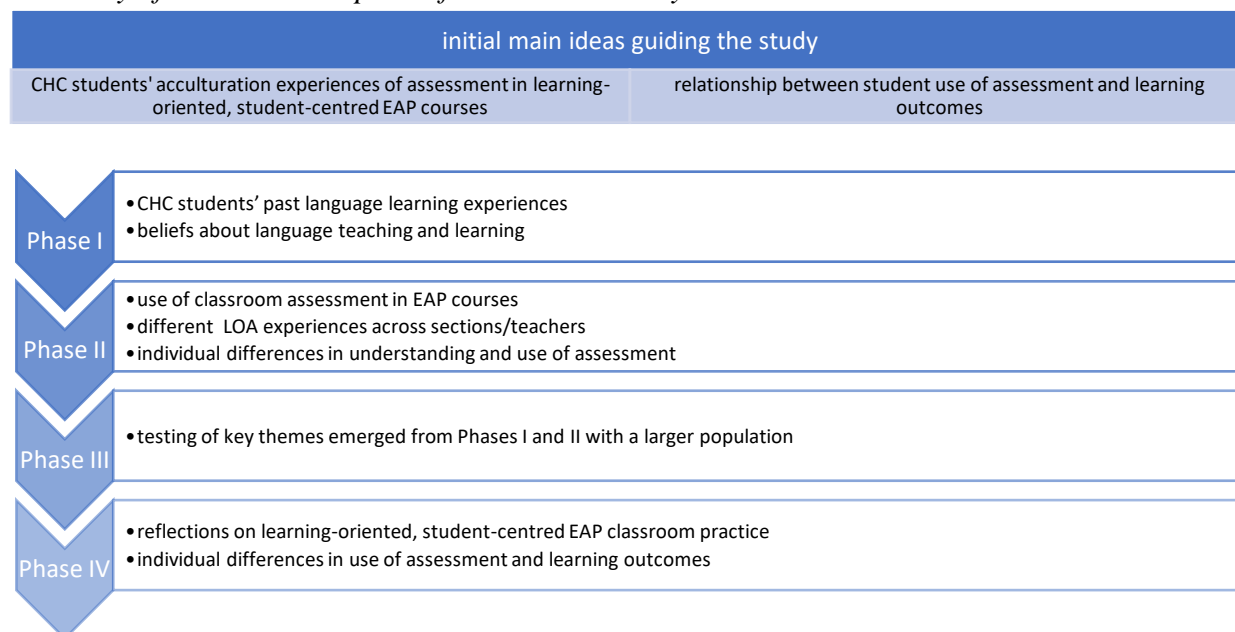 initial main ideas guiding the study
CHC students' acculturation experiences of assessment in learning-
oriented, student-centred EAP courses
relationship between student use of assessment and learning
outcomes
Phase I
•CHC students’ past language learning experiences
•beliefs about language teaching and learning
Phase II
•use of classroom assessment in EAP courses
•different LOA experiences across sections/teachers
•individual differences in understanding and use of assessment
Phase III
•testing of key themes emerged from Phases I and II with a larger population
Phase IV
•reflections on learning-oriented, student-centred EAP classroom practice
•individual differences in use of assessment and learning outcomes